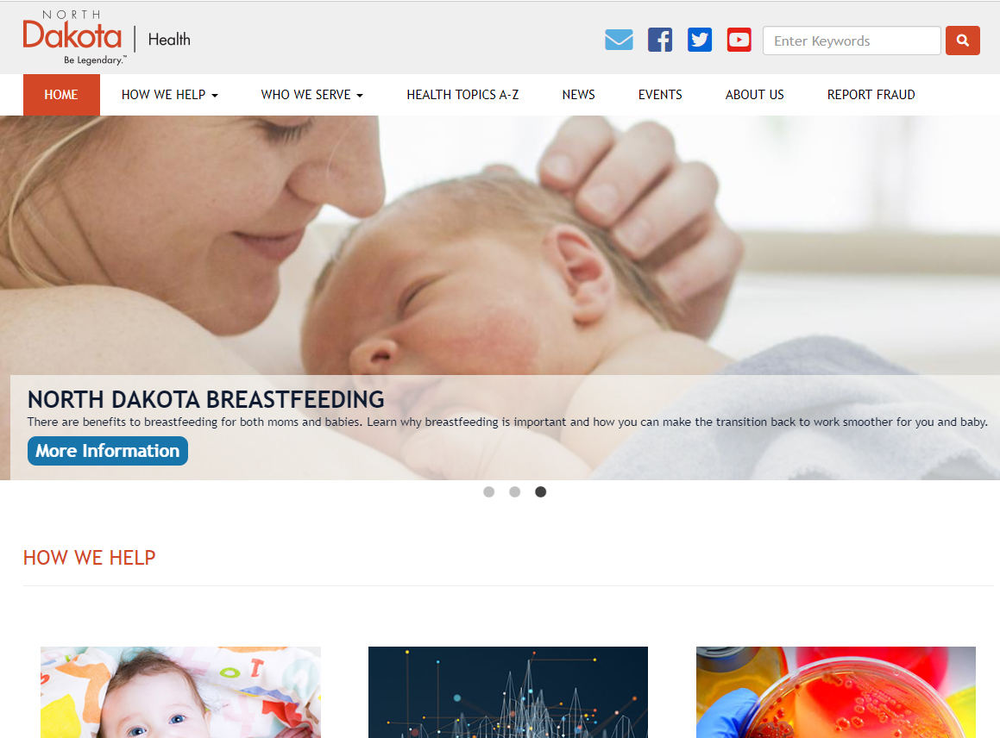 NORTH
Dakota | Health
Be Legendary.™
Enter Keywords
HOME
HOW WE HELP
WHO WE SERVE
HEALTH TOPICS A-Z
NEWS
EVENTS
ABOUT US
REPORT FRAUD
NORTH DAKOTA BREASTFEEDING
There are benefits to breastfeeding for both moms and babies. Learn why breastfeeding is important and how you can make the transition back to work smoother for you and baby.
More Information
HOW WE HELP